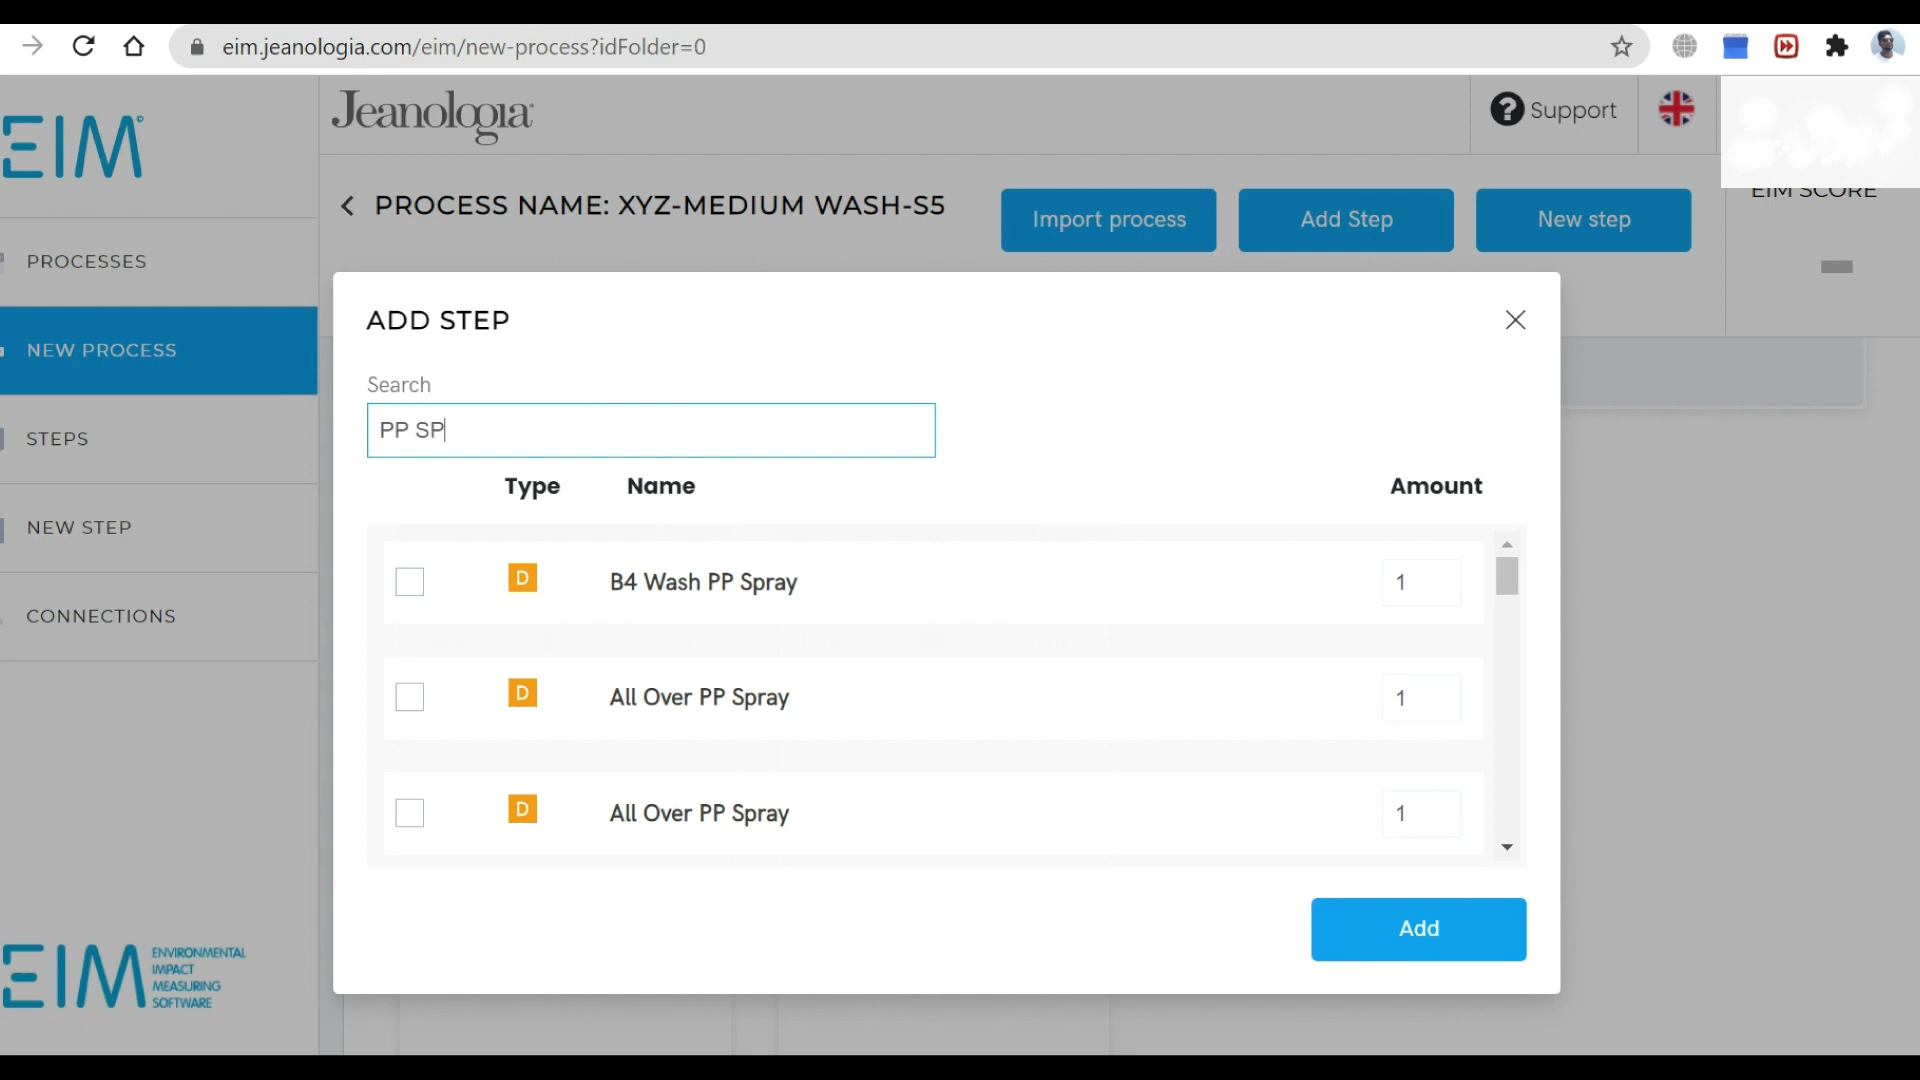 eim.jeanologia.com/eim/new-process?idFolder=0
EIM
Jeanologia
Support
PROCESS NAME: XYZ-MEDIUM WASH-S5
Import process
Add Step
New step
EIM SCORE
PROCESSES
NEW PROCESS
STEPS
NEW STEP
CONNECTIONS
ADD STEP
Search
PP SP
Type Name Amount
D B4 Wash PP Spray 1
D All Over PP Spray 1
D All Over PP Spray 1
Add
EIM
ENVIRONMENTAL
IMPACT
MEASURING
SOFTWARE